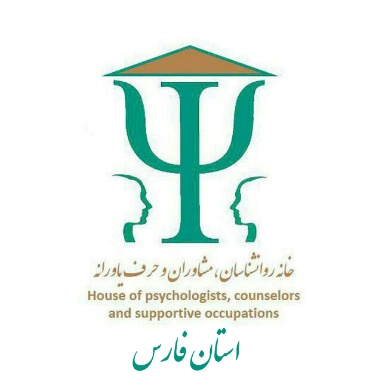 خانه روانشناسان، مشاوران و حرف یاورانه
House of psychologists, counselors
and supportive occupations
استان فارس